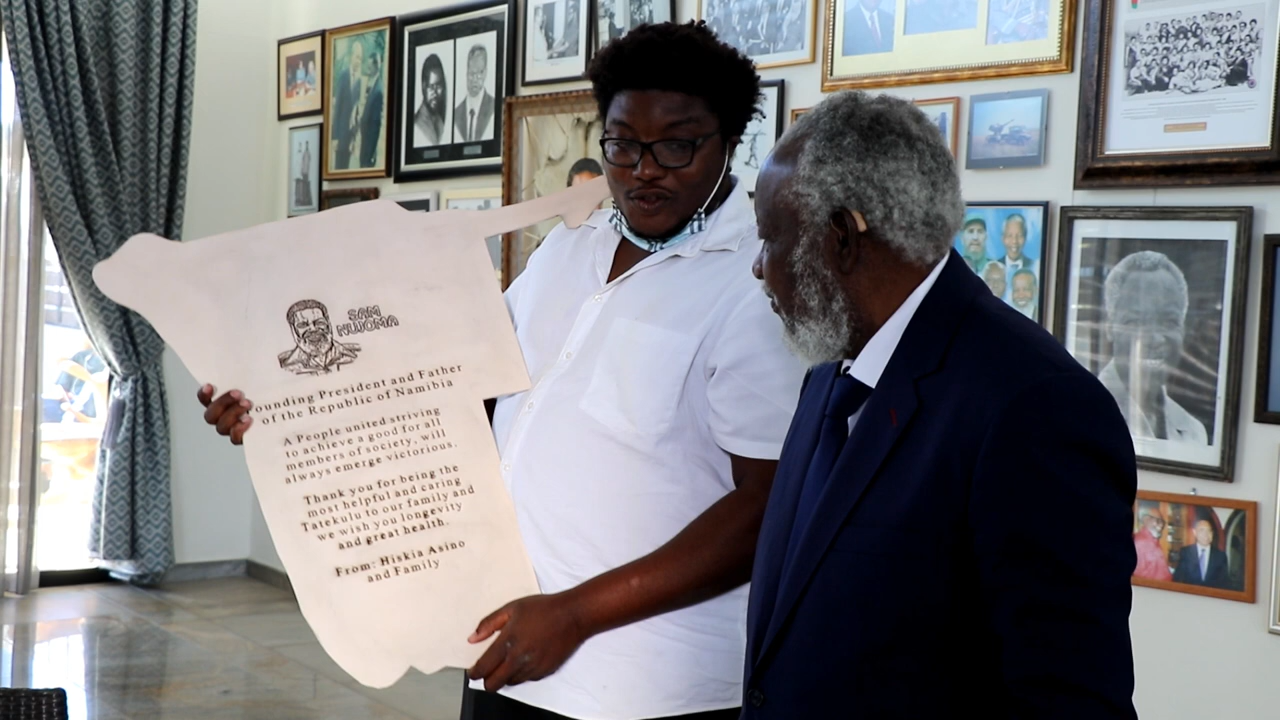 SAM
NUJOMA
ounding President and Father
of the Republic of Namibia
A People united striving
to achieve a good for all
members of society, will
always emerge victorious.
Thank you for being the
most helpful and caring
Tatekulu to our family and
we wish you longevity
and great health.
From: Hiskia Asino
and Family